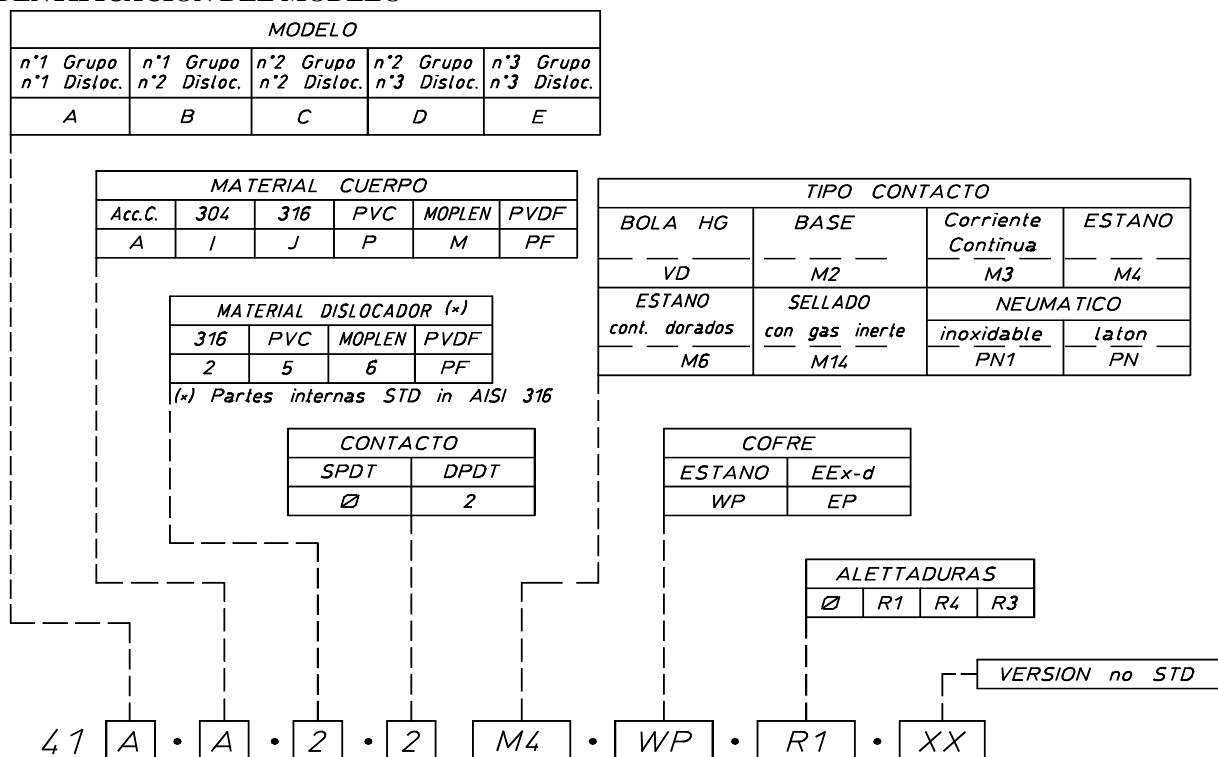 MODELO
n°1 Grupo n°1 Grupo n°2 Grupo n°2 Grupo n°3 Grupo
n°1 Disloc. n°2 Disloc. n°2 Disloc. n°3 Disloc. n°3 Disloc.
A B C D E
MATERIAL CUERPO
Acc.C. 304 316 PVC MOPLEN PVDF
A I J P M PF
TIPO CONTACTO
BOLA HG BASE Corriente Continua ESTANO
VD M2 M3 M4
ESTANO cont. dorados SELLADO con gas inerte NEUMATICO
inoxidable laton
M6 M14 PN1 PN
MATERIAL DISLOCADOR (×)
316 PVC MOPLEN PVDF
2 5 6 PF
(×) Partes internas STD in AISI 316
CONTACTO
SPDT DPDT
Ø 2
COFRE
ESTANO EEx-d
WP EP
ALETTADURAS
Ø R1 R4 R3
VERSION no STD
41 A • A • 2 • 2 M4 • WP • R1 • XX